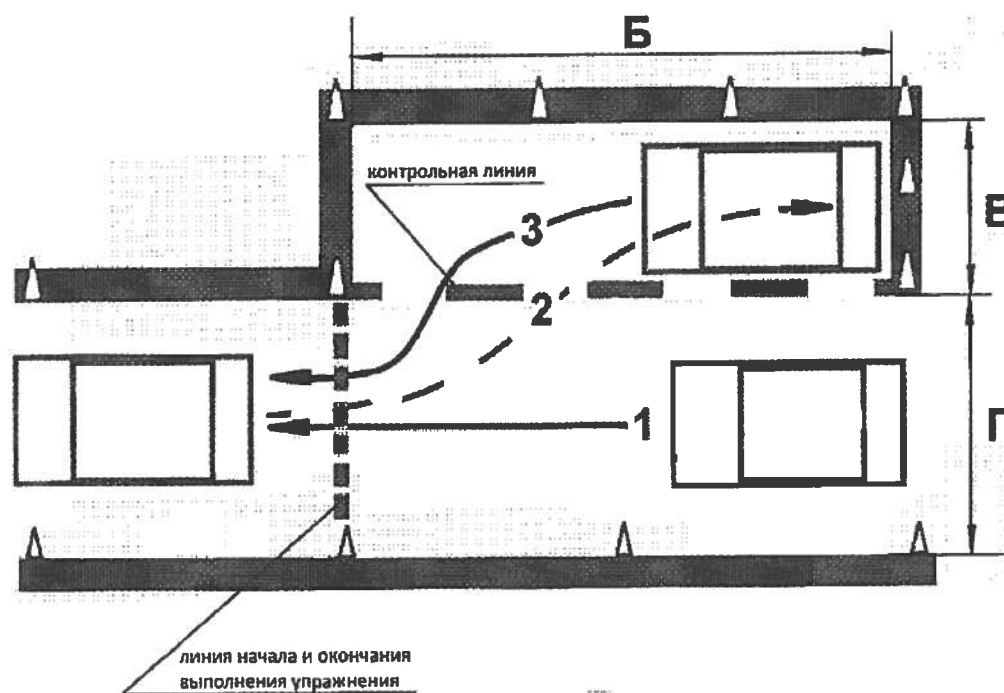 Б
контрольная линия
В
3
2
1
Г
линия начала и окончания
выполнения упражнения